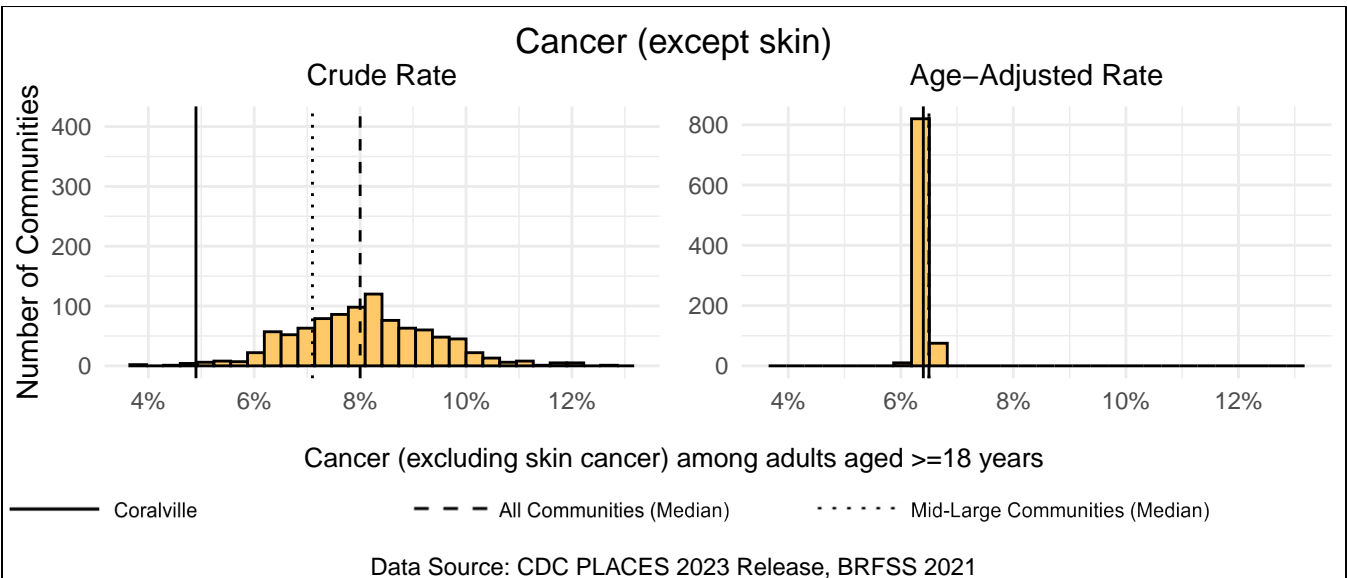 Cancer (except skin)
Crude Rate
Age−Adjusted Rate
Number of Communities
400
300
200
100
0
4%
6%
8%
10%
12%
800
600
400
200
0
4%
6%
8%
10%
12%
Cancer (excluding skin cancer) among adults aged >=18 years
Coralville
All Communities (Median)
Mid-Large Communities (Median)
Data Source: CDC PLACES 2023 Release, BRFSS 2021